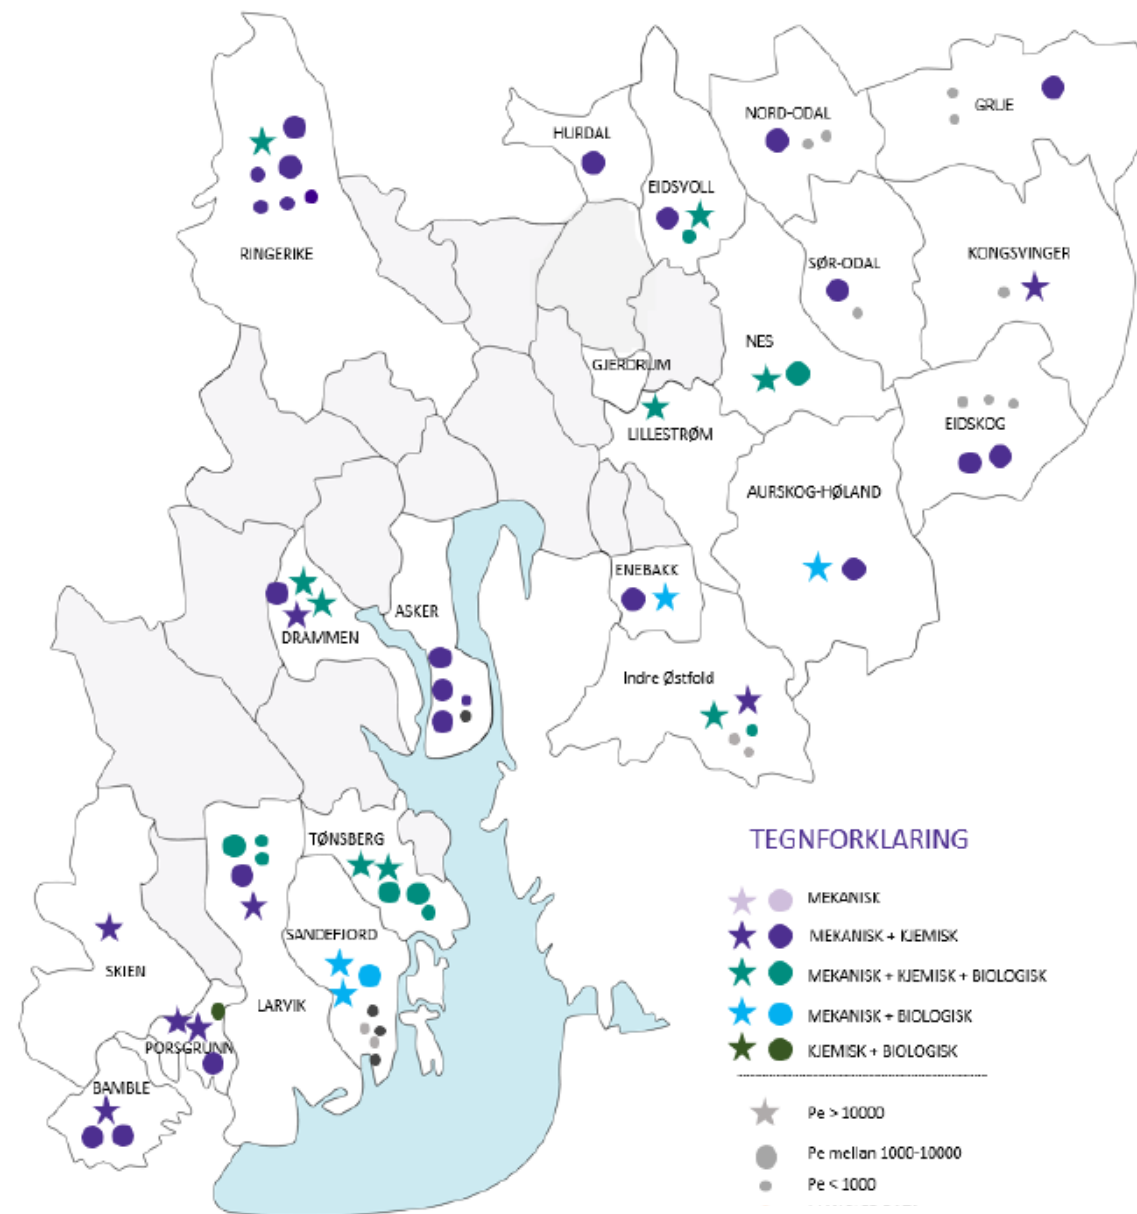 NORD-ODAL
GRUE
HURDAL
EIDSVOLL
RINGERIKE
SØR-ODAL
KONGSVINGER
NES
GJERDRUM
LILLESTRØM
EIDSKOG
AURSKOG-HØLAND
ENEBAKK
ASKER
DRAMMEN
Indre Østfold
TØNSBERG
SANDEFJORD
SKIEN
LARVIK
PORSGRUNN
BAMBLE
TEGNFORKLARING
MEKANISK
MEKANISK + KJEMISK
MEKANISK + KJEMISK + BIOLOGISK
MEKANISK + BIOLOGISK
KJEMISK + BIOLOGISK
Pe > 10000
Pe mellan 1000-10000
Pe < 1000